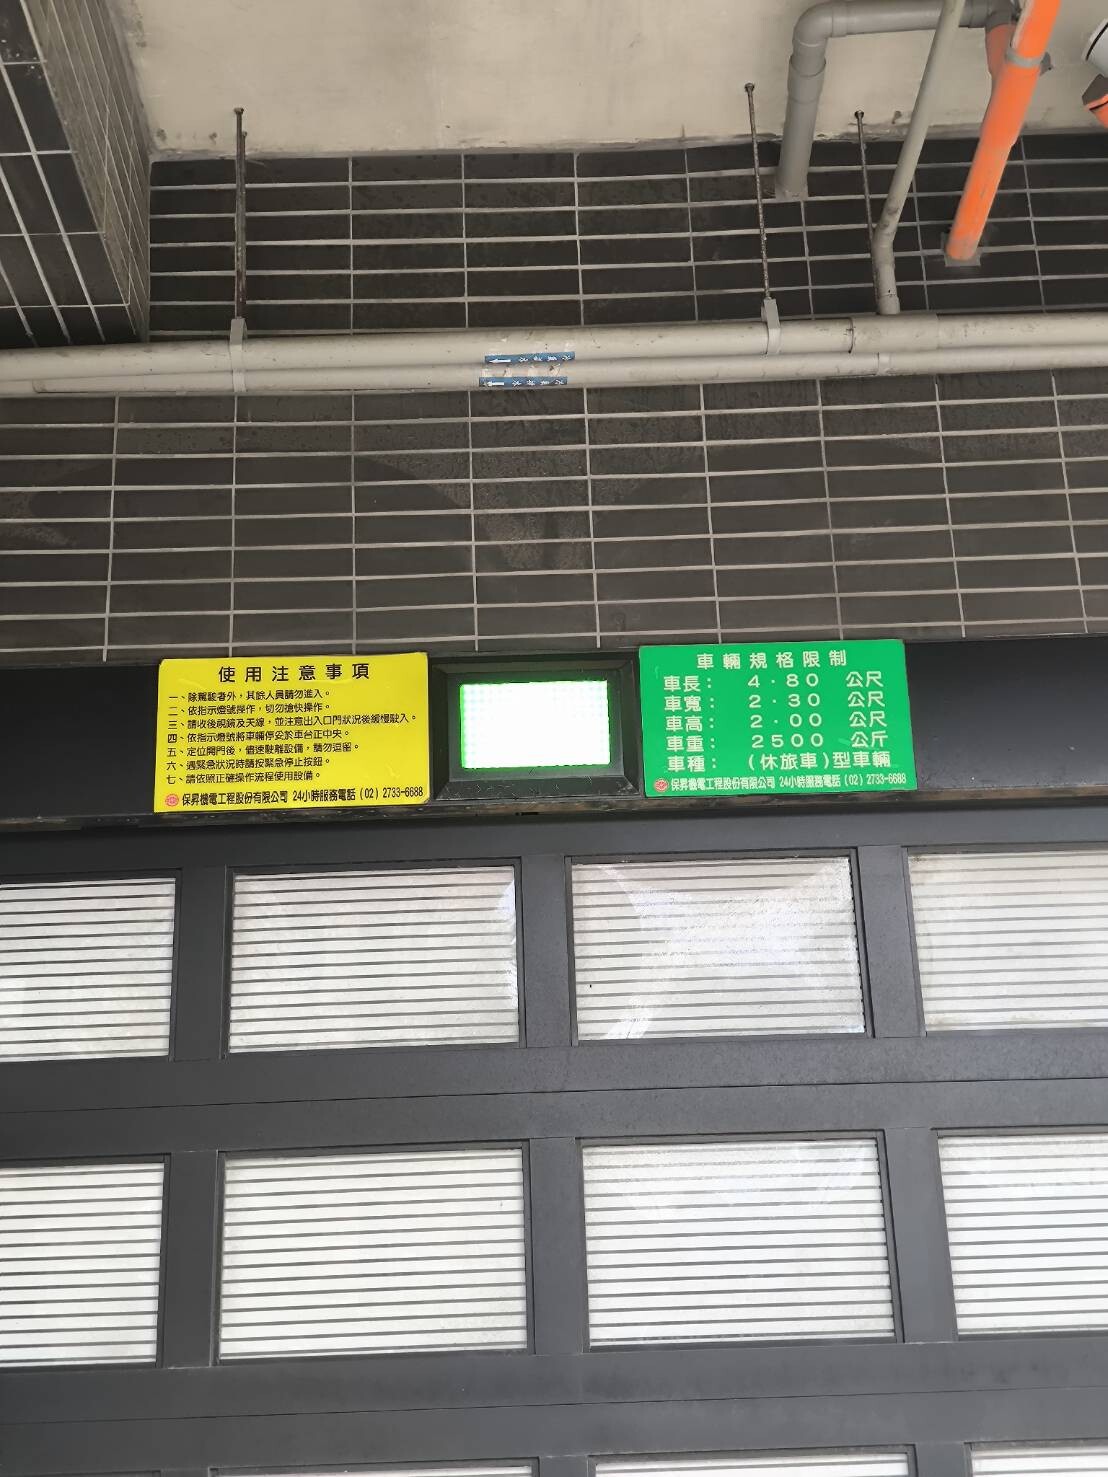 使用注意事項
一、除駕駛者外，其餘人員請勿進入。
二、依指示燈號操作，切勿搶快操作。
三、請收後視鏡及天線，並注意出入口門狀況後緩慢駛入。
四、依指示燈號將車輛停妥於車台正中央。
五、定位開門後，儘速駛離設備，請勿逗留。
六、遇緊急狀況時請按緊急停止按鈕。
七、請依照正確操作流程使用設備。
保昇機電工程股份有限公司 24小時服務電話 (02) 2733-6688
車輛規格限制
車長： 4．80 公尺
車寬： 2．30 公尺
車高： 2．00 公尺
車重： 2500 公斤
車種： (休旅車)型車輛
保昇機電工程股份有限公司 24小時服務電話 (02) 2733-6688